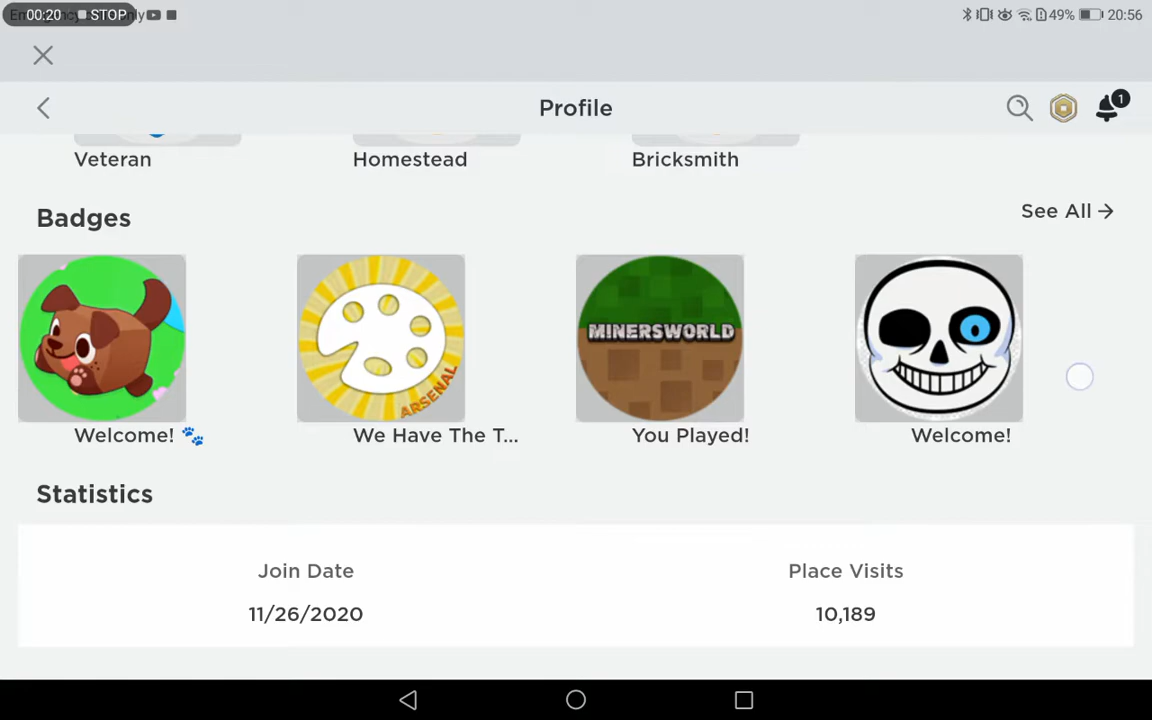 00:20 STOP
49% 20:56
Profile
1
Veteran Homestead Bricksmith
Badges
See All
MINERSWORLD
ARSENAL
Welcome! We Have The T... You Played! Welcome!
Statistics
Join Date Place Visits
11/26/2020 10,189